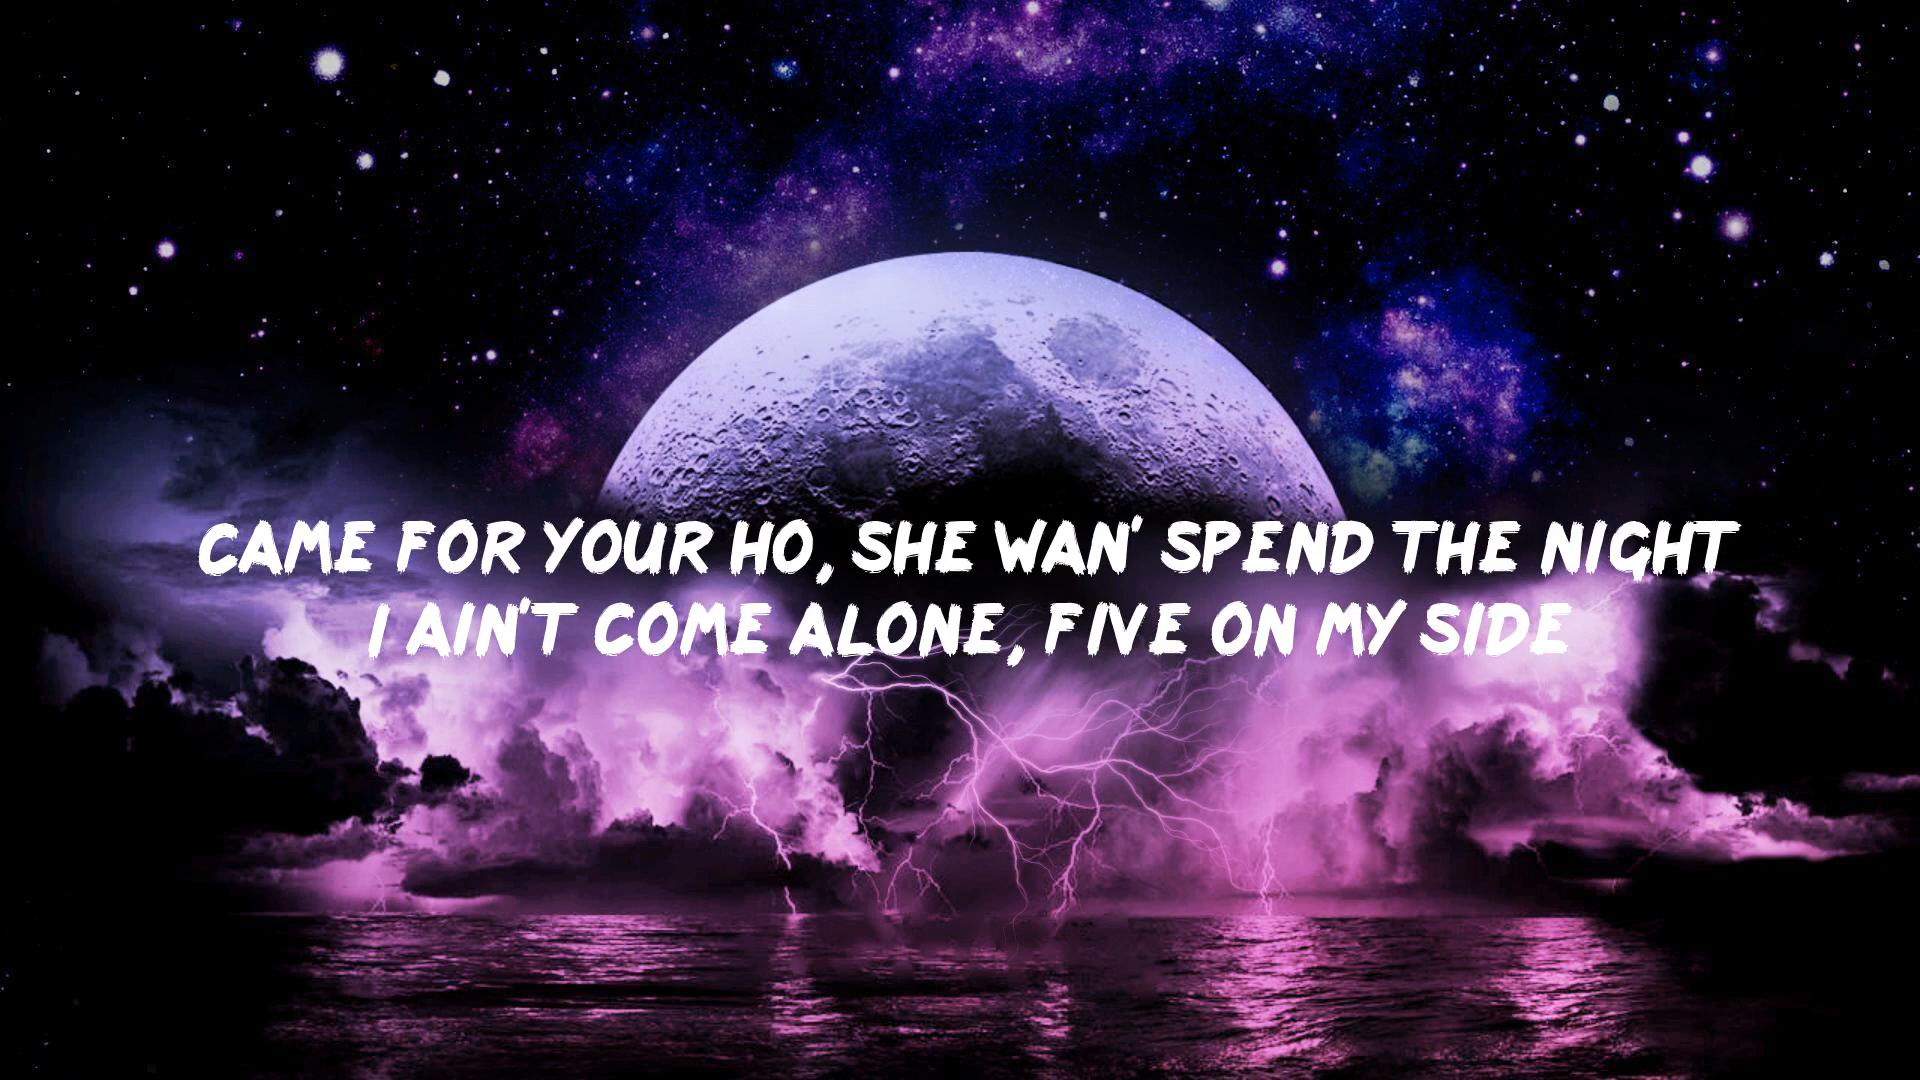 CAME FOR YOUR HO, SHE WAN' SPEND THE NIGHT
I AIN'T COME ALONE, FIVE ON MY SIDE